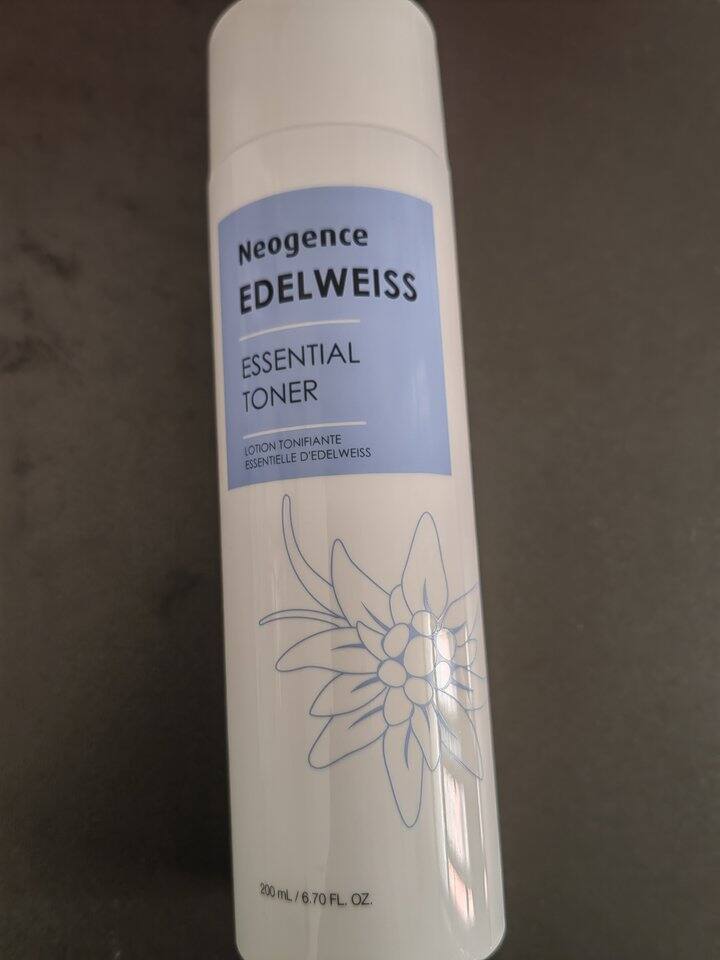 Neogence
EDELWEISS
ESSENTIAL
TONER
LOTION TONIFIANTE
ESSENTIELLE D'EDELWEISS
200 mL / 6.70 FL. OZ.